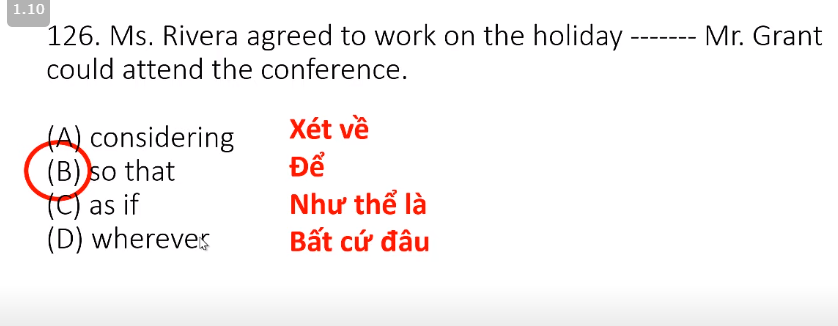 1.10
126. Ms. Rivera agreed to work on the holiday ------- Mr. Grant
could attend the conference.
(A) considering Xét về
(B) so that Để
(C) as if Như thể là
(D) wherever Bất cứ đâu